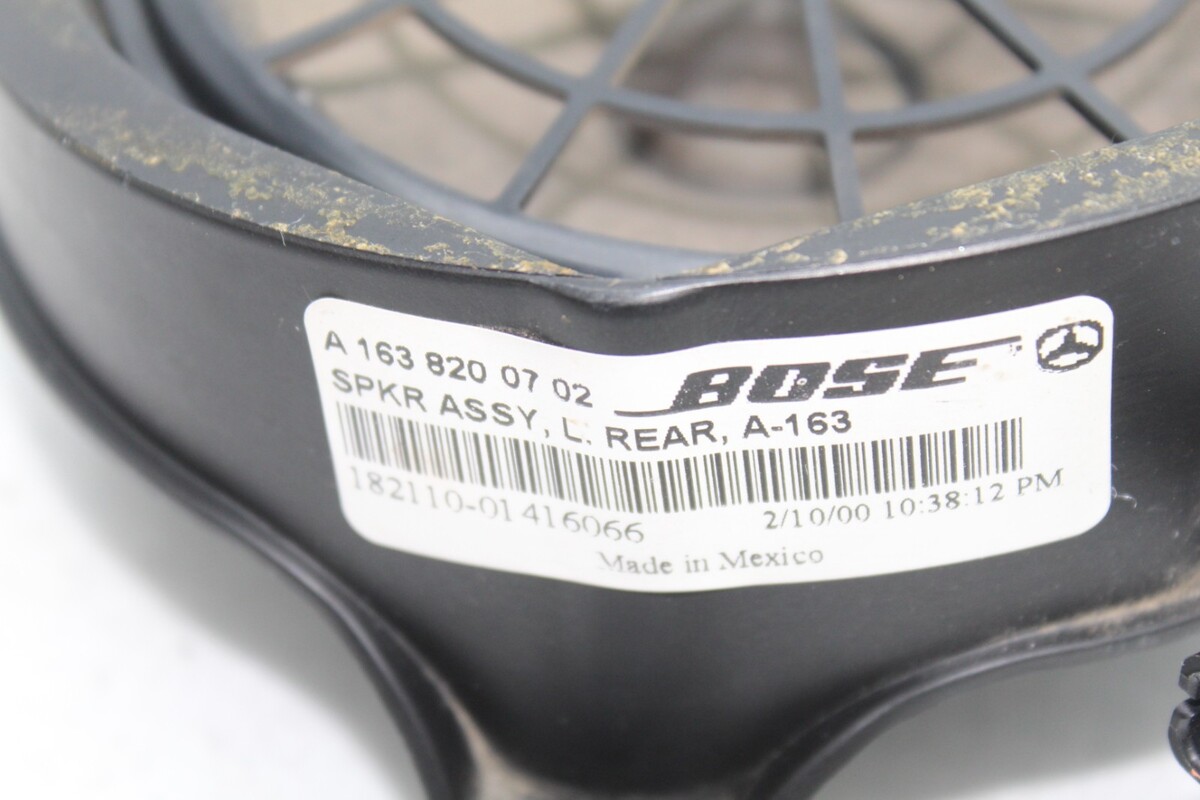 A 163 820 07 02 BOSE
SPKR ASSY, L. REAR, A-163
182110-01416066 2/10/00 10:38:12 PM
Made in Mexico